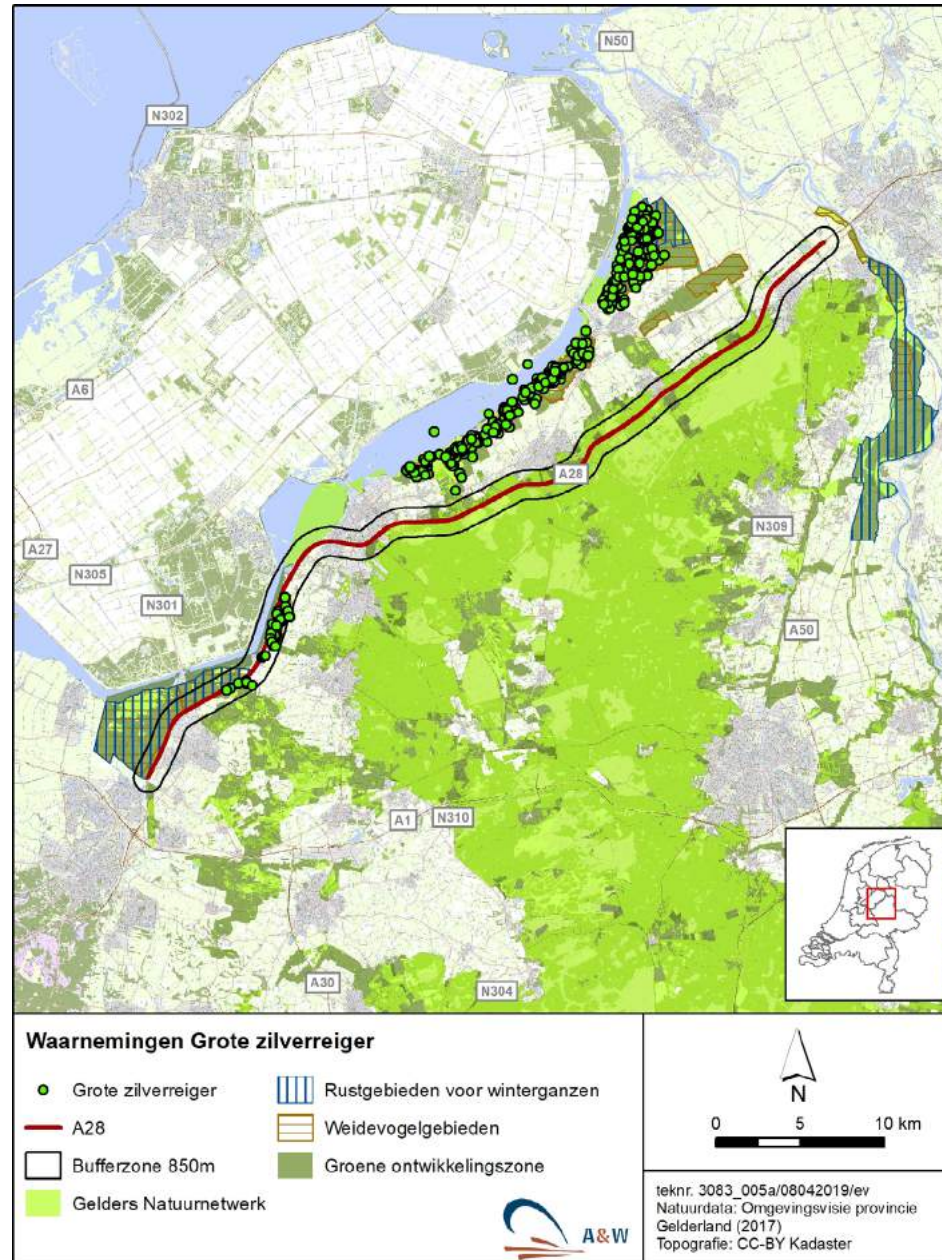 N50
N302
A6
A28
A27
N309
N305
N301
A50
A1
N310
A30
N304
Waarnemingen Grote zilverreiger
Grote zilverreiger
A28
Bufferzone 850m
Gelders Natuurnetwerk
Rustgebieden voor winterganzen
Weidevogelgebieden
Groene ontwikkelingszone
A&W
N
0 5 10 km
teknr. 3083_005a/08042019/ev
Natuurdata: Omgevingsvisie provincie
Gelderland (2017)
Topografie: CC-BY Kadaster